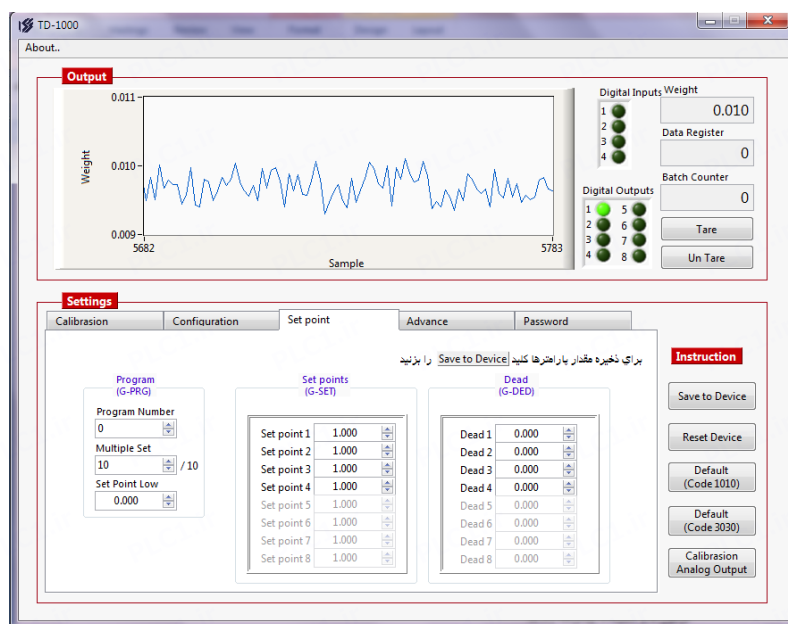 TD-1000
About..
Output
0.011
0.010
0.009
Weight
5682
5783
Sample
Digital Inputs
1
2
3
4
Digital Outputs
1 5
2 6
3 7
4 8
Weight
0.010
Data Register
0
Batch Counter
0
Tare
Un Tare
Settings
Calibrasion
Confiquration
Set point
Advance
Password
براي ذخيره مقدار پارامترها كليد Save to Device را بزنيد
Program
(G-PRG)
Program Number
0
Multiple Set
10 / 10
Set Point Low
0.000
Set points
(G-SET)
Set point 1 1.000
Set point 2 1.000
Set point 3 1.000
Set point 4 1.000
Set point 5 1.000
Set point 6 1.000
Set point 7 1.000
Set point 8 1.000
Dead
(G-DED)
Dead 1 0.000
Dead 2 0.000
Dead 3 0.000
Dead 4 0.000
Dead 5 0.000
Dead 6 0.000
Dead 7 0.000
Dead 8 0.000
Instruction
Save to Device
Reset Device
Default
(Code 1010)
Default
(Code 3030)
Calibrasion
Analog Output